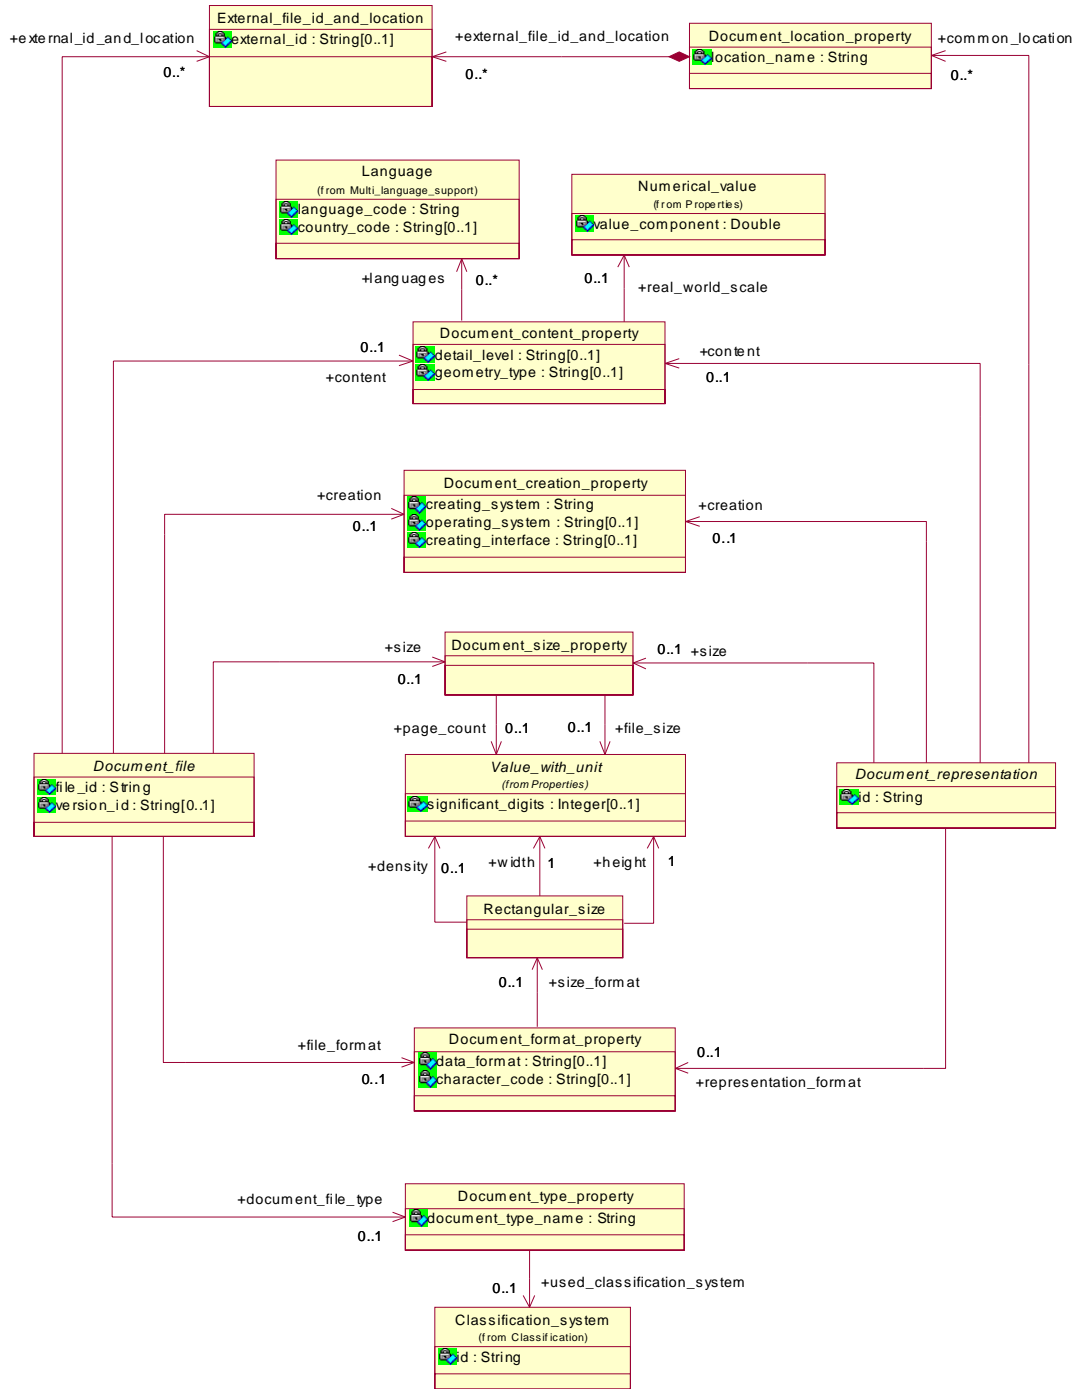 External_file_id_and_location
external_id : String[0..1]
+external_id_and_location
0..*
+external_file_id_and_location
0..*
Document_location_property
location_name : String
+common_location
0..*
Language
(from Multi_language_support)
language_code : String
country_code : String[0..1]
Numerical_value
(from Properties)
value_component : Double
+languages
0..*
0..1
+real_world_scale
Document_content_property
detail_level : String[0..1]
geometry_type : String[0..1]
0..1
+content
+content
0..1
Document_creation_property
creating_system : String
operating_system : String[0..1]
creating_interface : String[0..1]
+creation
0..1
+creation
0..1
Document_size_property
+size
0..1
0..1
+size
+page_count
0..1
0..1
+file_size
Document_file
file_id : String
version_id : String[0..1]
Value_with_unit
(from Properties)
significant_digits : Integer[0..1]
Document_representation
id : String
+density
0..1
+width
1
+height
1
Rectangular_size
0..1
+size_format
Document_format_property
data_format : String[0..1]
character_code : String[0..1]
+file_format
0..1
0..1
+representation_format
Document_type_property
document_type_name : String
+document_file_type
0..1
0..1
+used_classification_system
Classification_system
(from Classification)
id : String